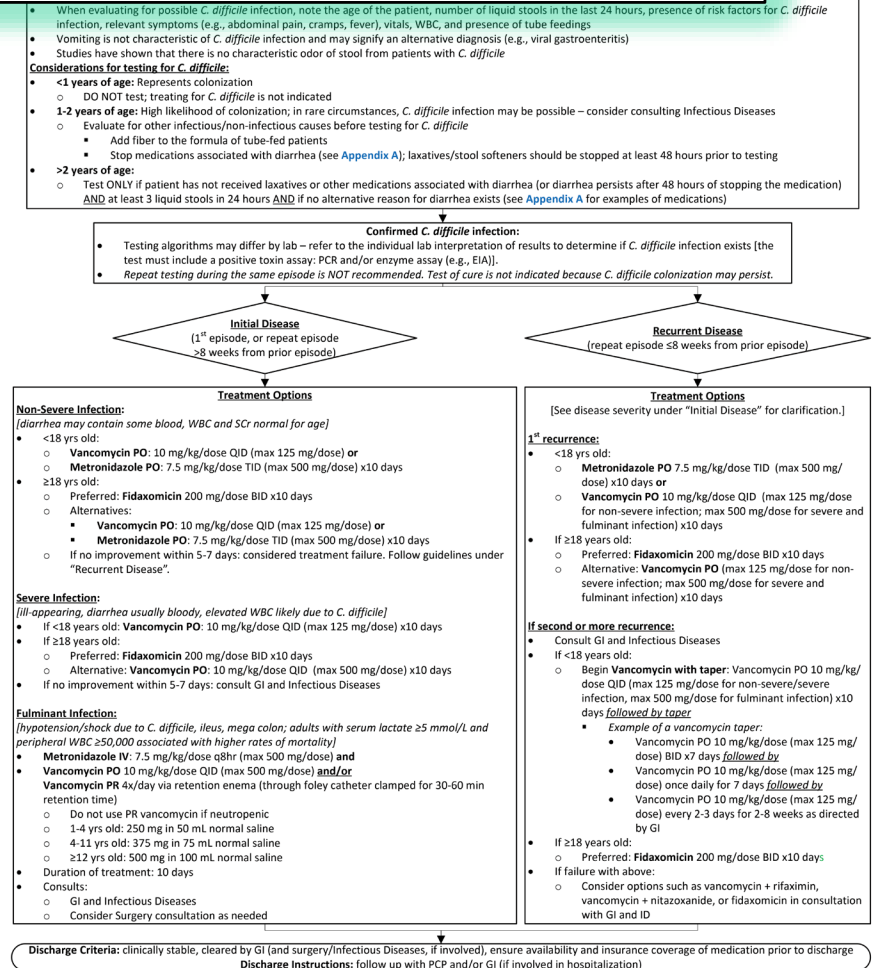 • When evaluating for possible C. difficile infection, note the age of the patient, number of liquid stools in the last 24 hours, presence of risk factors for C. difficile
infection, relevant symptoms (e.g., abdominal pain, cramps, fever), vitals, WBC, and presence of tube feedings
• Vomiting is not characteristic of C. difficile infection and may signify an alternative diagnosis (e.g., viral gastroenteritis)
• Studies have shown that there is no characteristic odor of stool from patients with C. difficile
Considerations for testing for C. difficile:
• <1 years of age: Represents colonization
o DO NOT test; treating for C. difficile is not indicated
• 1-2 years of age: High likelihood of colonization; in rare circumstances, C. difficile infection may be possible – consider consulting Infectious Diseases
o Evaluate for other infectious/non-infectious causes before testing for C. difficile
▪ Add fiber to the formula of tube-fed patients
▪ Stop medications associated with diarrhea (see Appendix A); laxatives/stool softeners should be stopped at least 48 hours prior to testing
• >2 years of age:
o Test ONLY if patient has not received laxatives or other medications associated with diarrhea (or diarrhea persists after 48 hours of stopping the medication)
AND at least 3 liquid stools in 24 hours AND if no alternative reason for diarrhea exists (see Appendix A for examples of medications)
Confirmed C. difficile infection:
• Testing algorithms may differ by lab – refer to the individual lab interpretation of results to determine if C. difficile infection exists [the
test must include a positive toxin assay: PCR and/or enzyme assay (e.g., EIA)].
• Repeat testing during the same episode is NOT recommended. Test of cure is not indicated because C. difficile colonization may persist.
Initial Disease
(1st episode, or repeat episode
>8 weeks from prior episode)
Recurrent Disease
(repeat episode ≤8 weeks from prior episode)
Treatment Options
Non-Severe Infection:
[diarrhea may contain some blood, WBC and SCr normal for age]
• <18 yrs old:
o Vancomycin PO: 10 mg/kg/dose QID (max 125 mg/dose) or
o Metronidazole PO: 7.5 mg/kg/dose TID (max 500 mg/dose) x10 days
• ≥18 yrs old:
o Preferred: Fidaxomicin 200 mg/dose BID x10 days
o Alternatives:
▪ Vancomycin PO: 10 mg/kg/dose QID (max 125 mg/dose) or
▪ Metronidazole PO: 7.5 mg/kg/dose TID (max 500 mg/dose) x10 days
o If no improvement within 5-7 days: considered treatment failure. Follow guidelines under
"Recurrent Disease".
Severe Infection:
[ill-appearing, diarrhea usually bloody, elevated WBC likely due to C. difficile]
• If <18 years old: Vancomycin PO: 10 mg/kg/dose QID (max 125 mg/dose) x10 days
• If ≥18 years old:
o Preferred: Fidaxomicin 200 mg/dose BID x10 days
o Alternative: Vancomycin PO: 10 mg/kg/dose QID (max 500 mg/dose) x10 days
• If no improvement within 5-7 days: consult GI and Infectious Diseases
Fulminant Infection:
[hypotension/shock due to C. difficile, ileus, mega colon; adults with serum lactate ≥5 mmol/L and
peripheral WBC ≥50,000 associated with higher rates of mortality]
• Metronidazole IV: 7.5 mg/kg/dose q8hr (max 500 mg/dose) and
• Vancomycin PO 10 mg/kg/dose QID (max 500 mg/dose) and/or
Vancomycin PR 4x/day via retention enema (through foley catheter clamped for 30-60 min
retention time)
o Do not use PR vancomycin if neutropenic
o 1-4 yrs old: 250 mg in 50 mL normal saline
o 4-11 yrs old: 375 mg in 75 mL normal saline
o ≥12 yrs old: 500 mg in 100 mL normal saline
• Duration of treatment: 10 days
• Consults:
o GI and Infectious Diseases
o Consider Surgery consultation as needed
Treatment Options
[See disease severity under "Initial Disease" for clarification.]
1st recurrence:
• <18 years old:
o Metronidazole PO 7.5 mg/kg/dose TID (max 500 mg/
dose) x10 days or
o Vancomycin PO 10 mg/kg/dose QID (max 125 mg/dose
for non-severe infection; max 500 mg/dose for severe and
fulminant infection) x10 days
• If ≥18 years old:
o Preferred: Fidaxomicin 200 mg/dose BID x10 days
o Alternative: Vancomycin PO (max 125 mg/dose for non-
severe infection; max 500 mg/dose for severe and
fulminant infection) x10 days
If second or more recurrence:
• Consult GI and Infectious Diseases
• If <18 years old:
o Begin Vancomycin with taper: Vancomycin PO 10 mg/kg/
dose QID (max 125 mg/dose for non-severe/severe
infection, max 500 mg/dose for fulminant infection) x10
days followed by taper
▪ Example of a vancomycin taper:
• Vancomycin PO 10 mg/kg/dose (max 125 mg/
dose) BID x7 days followed by
• Vancomycin PO 10 mg/kg/dose (max 125 mg/
dose) once daily for 7 days followed by
• Vancomycin PO 10 mg/kg/dose (max 125 mg/dose)
every 2-3 days for 2-8 weeks as directed
by GI
• If ≥18 years old:
o Preferred: Fidaxomicin 200 mg/dose BID x10 days
• If failure with above:
o Consider options such as vancomycin + rifaximin,
vancomycin + nitazoxanide, or fidaxomicin in consultation
with GI and ID
Discharge Criteria: clinically stable, cleared by GI (and surgery/Infectious Diseases, if involved), ensure availability and insurance coverage of medication prior to discharge
Discharge Instructions: follow up with PCP and/or GI (if involved in hospitalization)